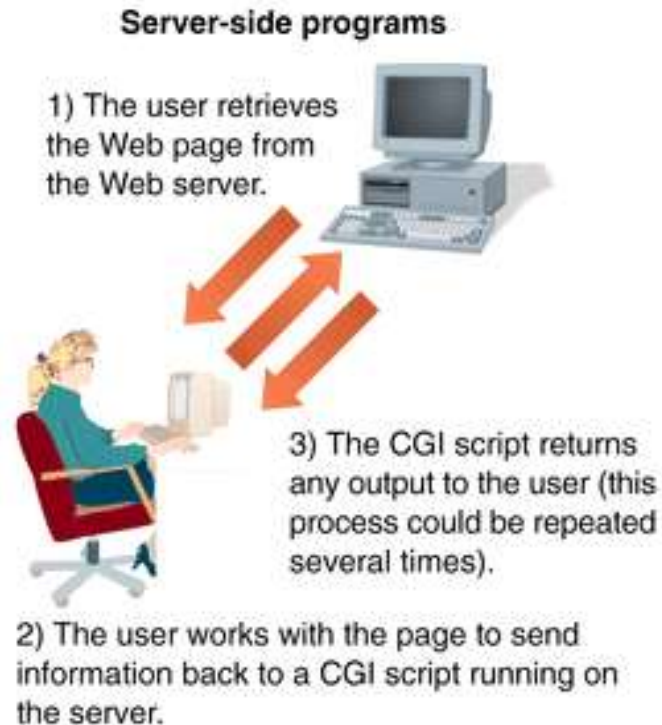 Server-side programs
1) The user retrieves
the Web page from
the Web server.
3) The CGI script returns
any output to the user (this
process could be repeated
several times).
2) The user works with the page to send
information back to a CGI script running on
the server.